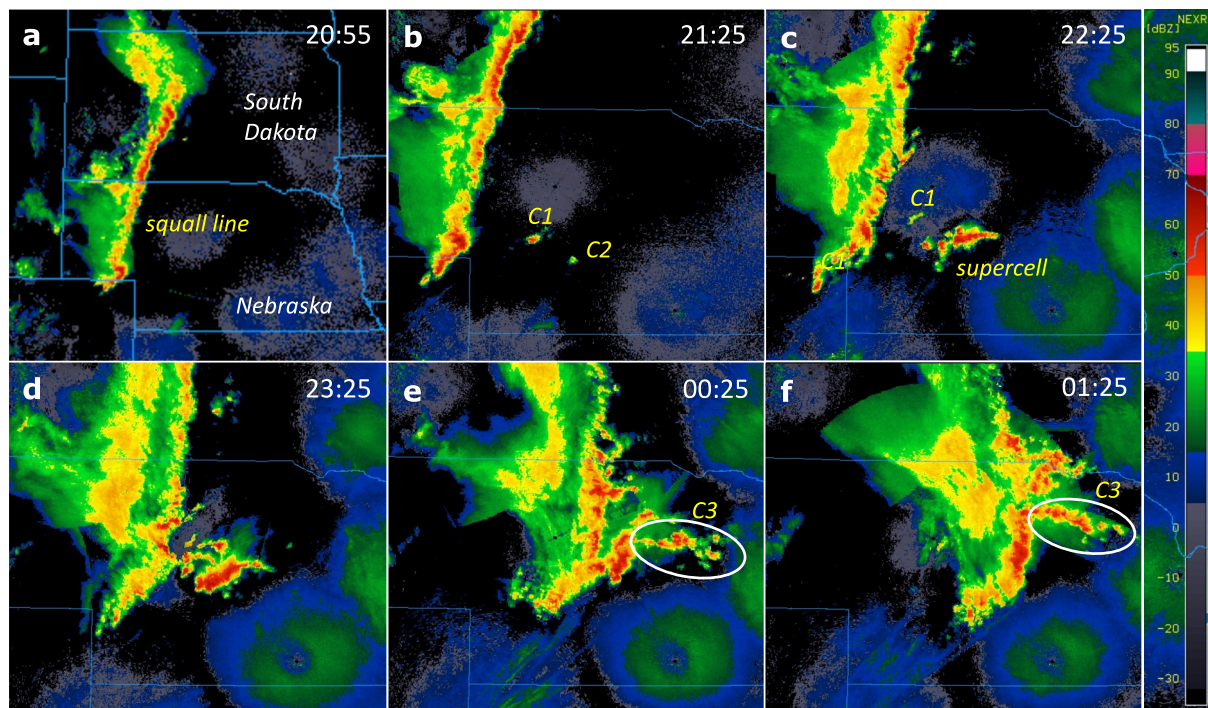 a
20:55
South
Dakota
squall line
Nebraska
b
21:25
C1
C2
c
22:25
C1
C1
supercell
NEXR
[dBZ]
95
90
80
70
60
50
40
30
20
10
0
-10
-20
-30
d
23:25
e
00:25
C3
f
01:25
C3